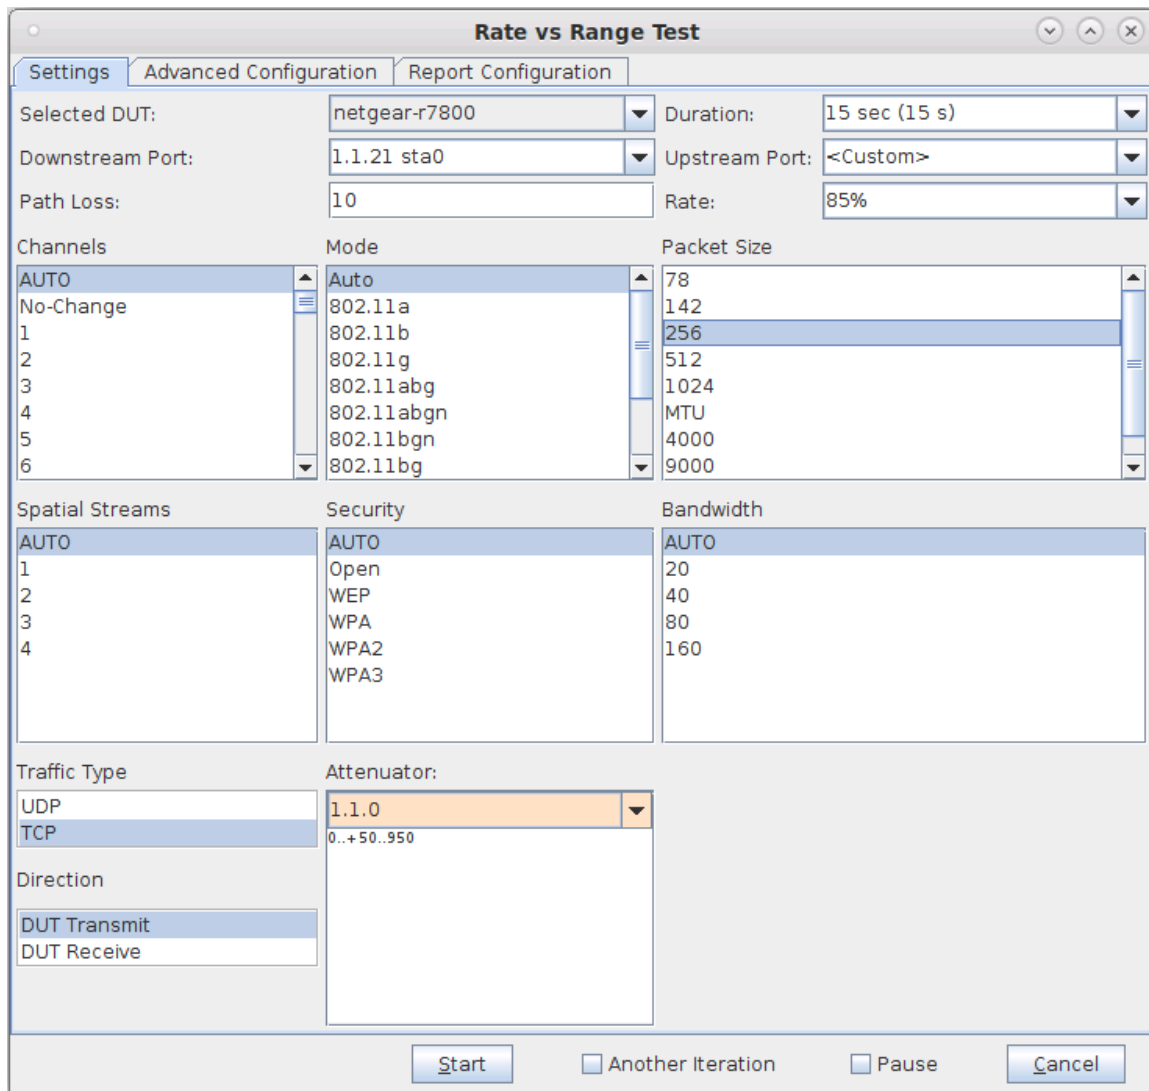 Rate vs Range Test
Settings Advanced Configuration Report Configuration
Selected DUT: netgear-r7800 Duration: 15 sec (15 s)
Downstream Port: 1.1.21 sta0 Upstream Port: <Custom>
Path Loss: 10 Rate: 85%
Channels Mode Packet Size
AUTO Auto 78
No-Change 802.11a 142
1 802.11b 256
2 802.11g 512
3 802.11abg 1024
4 802.11abgn MTU
5 802.11bgn 4000
6 802.11bg 9000
Spatial Streams Security Bandwidth
AUTO AUTO AUTO
1 Open 20
2 WEP 40
3 WPA 80
4 WPA2 160
WPA3
Traffic Type Attenuator:
UDP 1.1.0
TCP 0..+50..950
Direction
DUT Transmit
DUT Receive
Start Another Iteration Pause Cancel